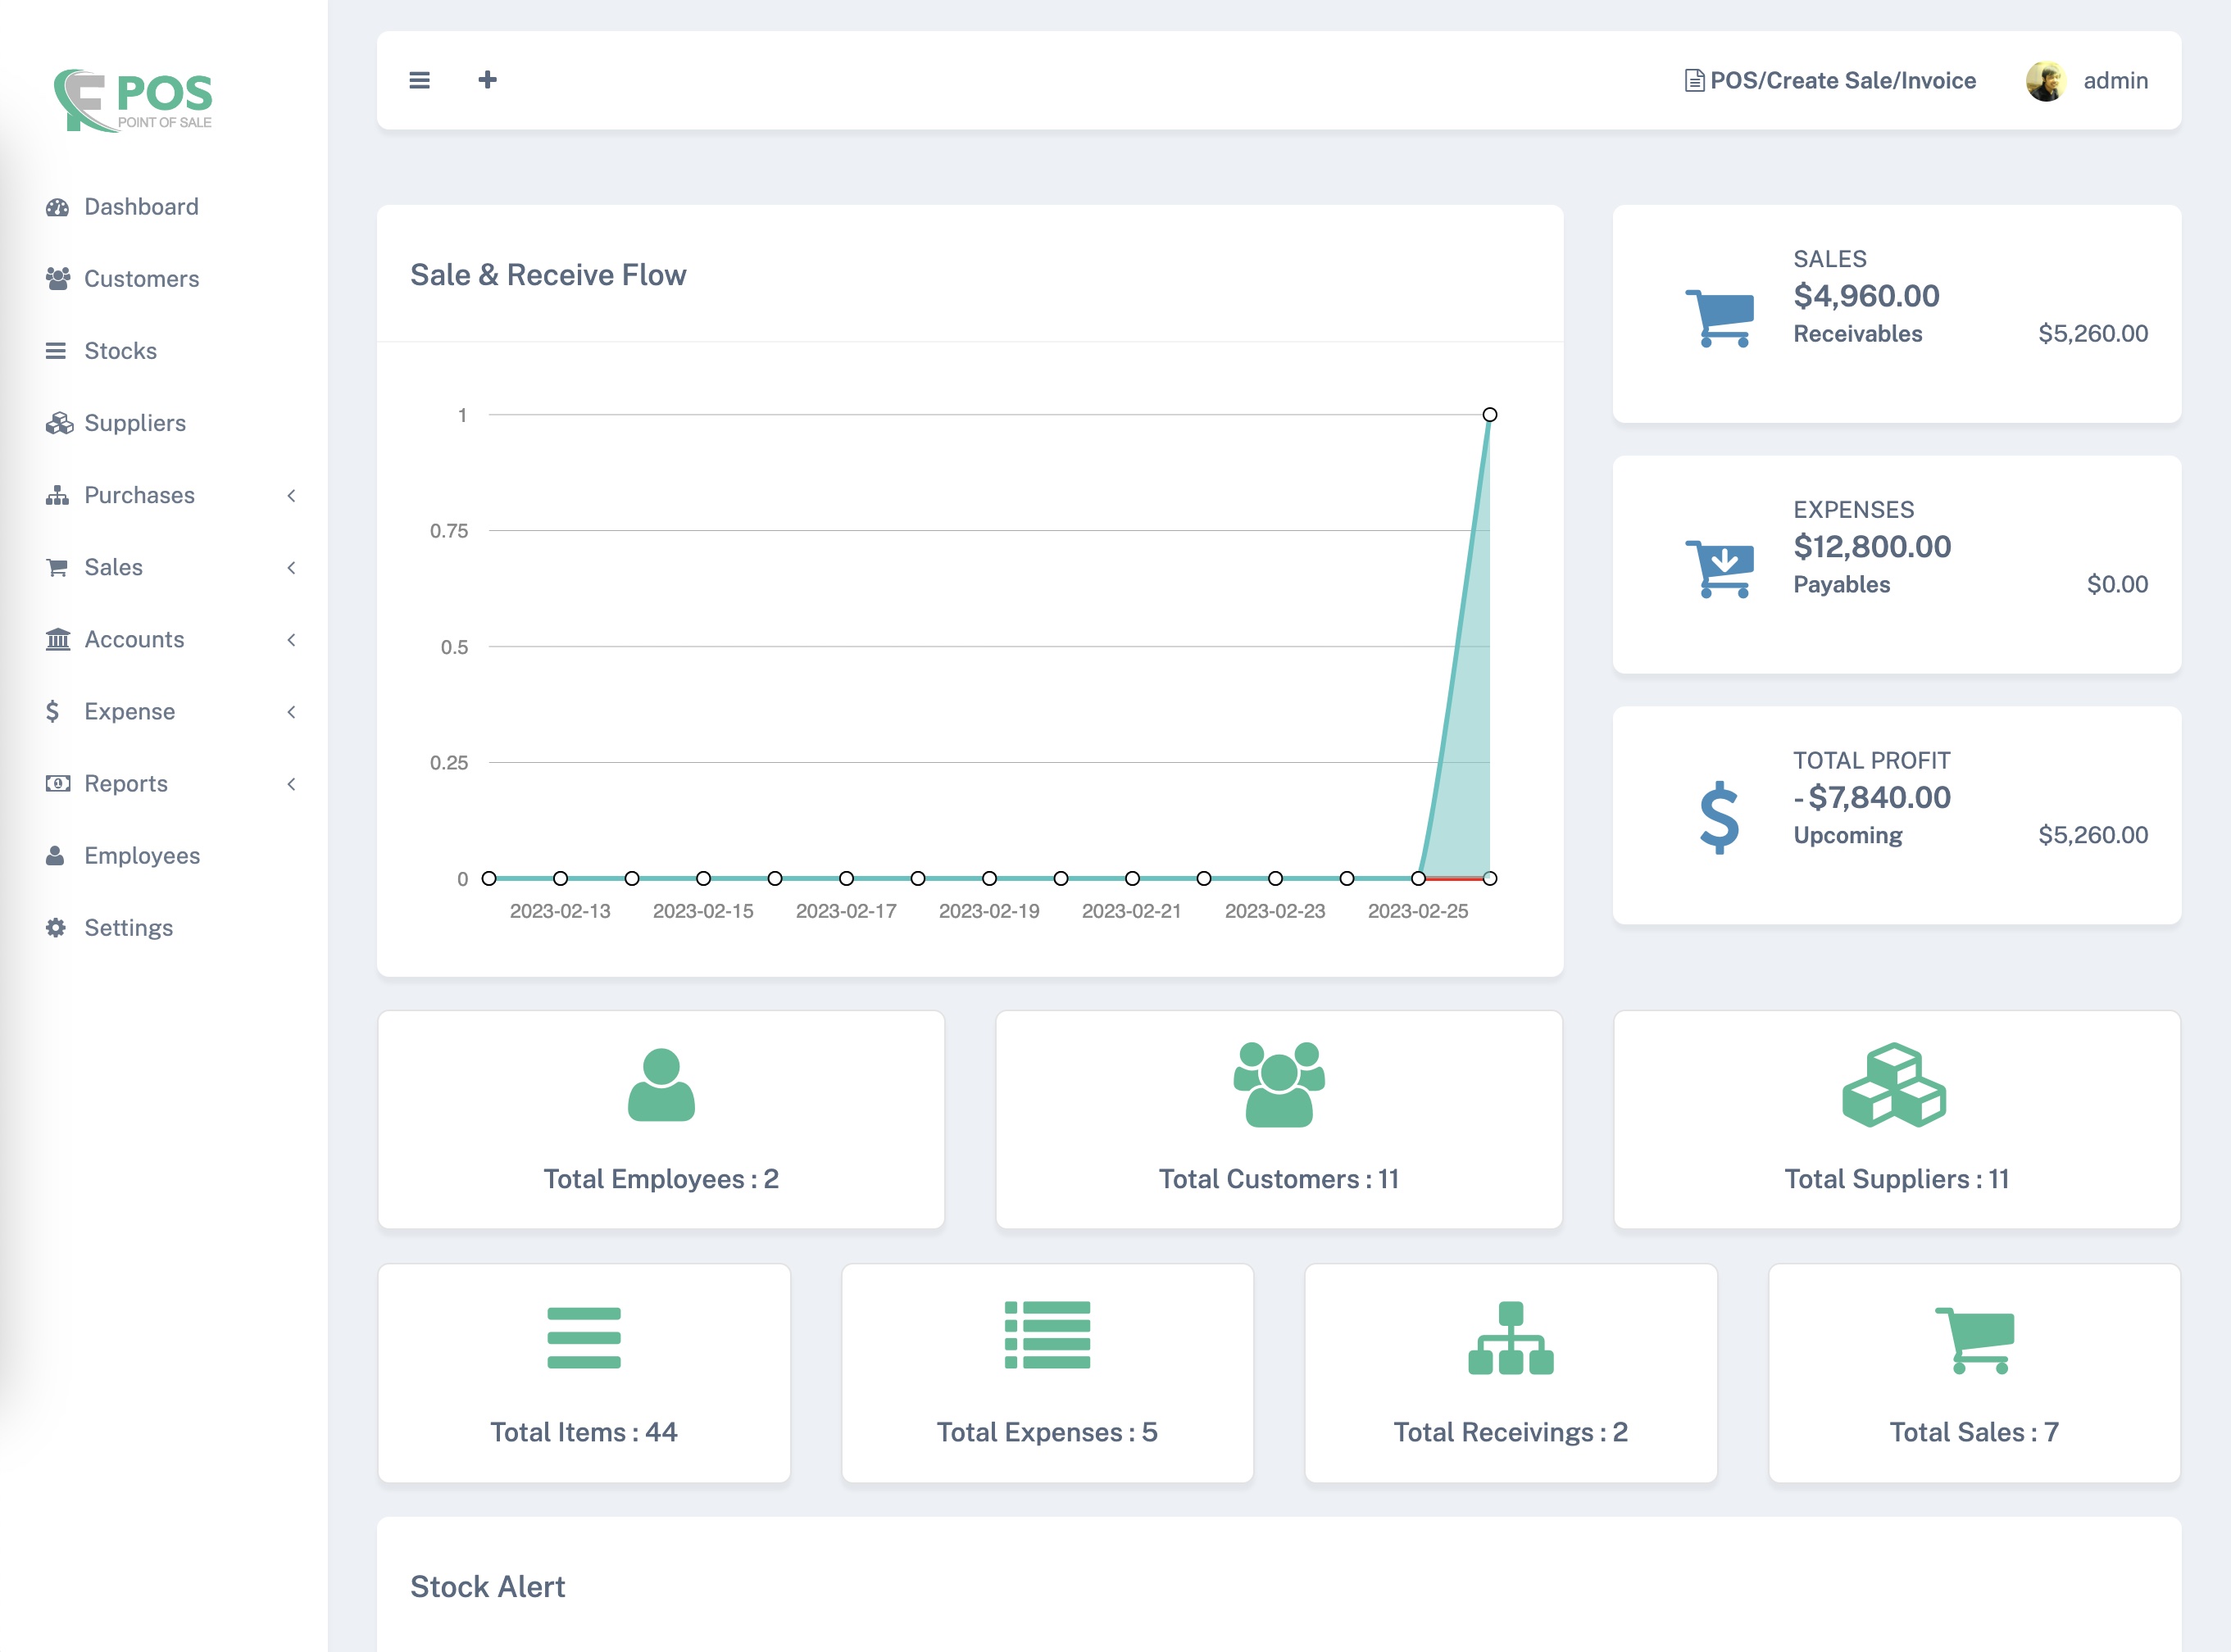 POS
POINT OF SALE
Dashboard
Customers
Stocks
Suppliers
Purchases
Sales
Accounts
Expense
Reports
Employees
Settings
POS/Create Sale/Invoice
admin
Sale & Receive Flow
1
0.75
0.5
0.25
0
2023-02-13 2023-02-15 2023-02-17 2023-02-19 2023-02-21 2023-02-23 2023-02-25
SALES
$4,960.00
Receivables $5,260.00
EXPENSES
$12,800.00
Payables $0.00
TOTAL PROFIT
-$7,840.00
Upcoming $5,260.00
Total Employees : 2
Total Customers : 11
Total Suppliers : 11
Total Items : 44
Total Expenses : 5
Total Receivings : 2
Total Sales : 7
Stock Alert